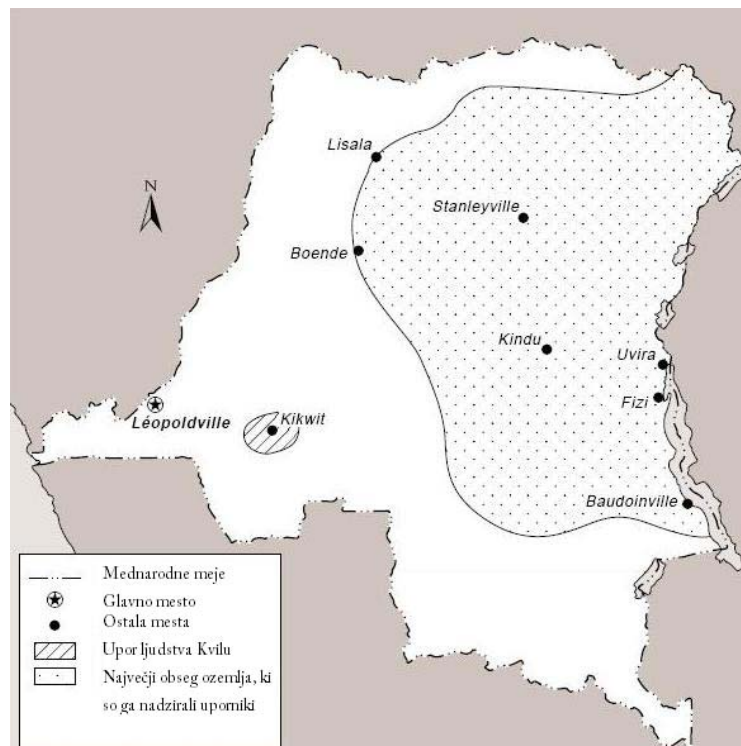 Lisala
N
Stanleyville
Boende
Kindu
Uvira
Fizi
Léopoldville
Kikwit
Baudoinville
Mednarodne meje
Glavno mesto
Ostala mesta
Upor ljudstva Kvilu
Največji obseg ozemlja, ki
so ga nadzirali uporniki